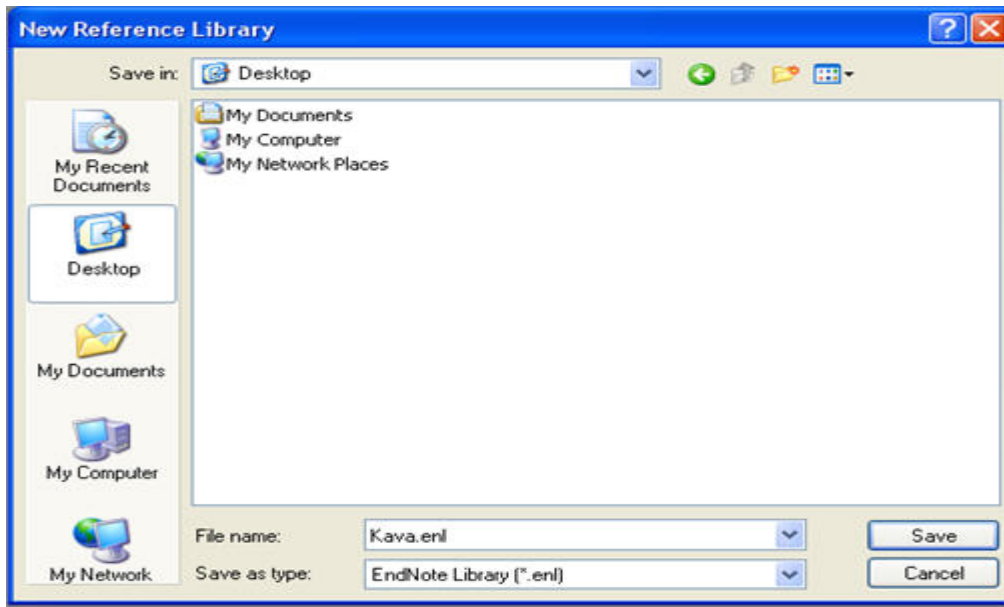 New Reference Library
Save in:
Desktop
My Recent
Documents
Desktop
My Documents
My Computer
My Network
My Documents
My Computer
My Network Places
File name:
Kava.enl
Save
Save as type:
EndNote Library (*.enl)
Cancel